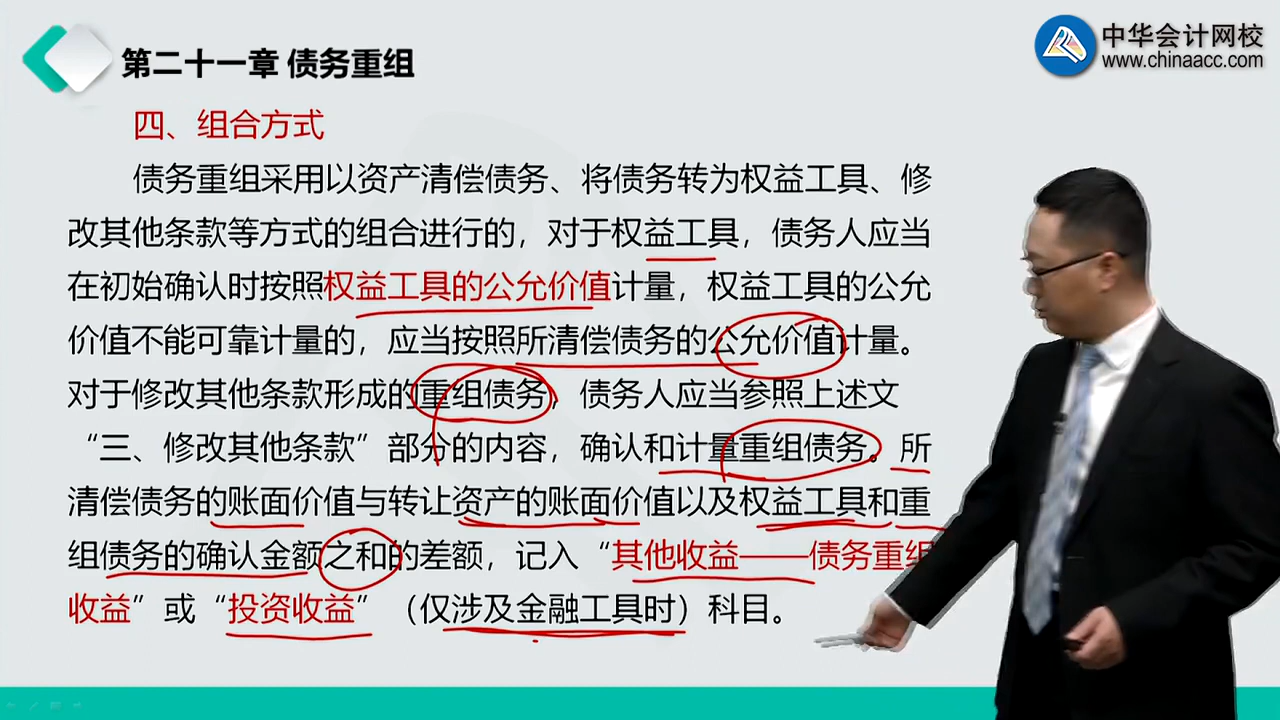 第二十一章 债务重组
中华会计网校
www.chinaacc.com
四、组合方式
债务重组采用以资产清偿债务、将债务转为权益工具、修
改其他条款等方式的组合进行的，对于权益工具，债务人应当
在初始确认时按照权益工具的公允价值计量，权益工具的公允
价值不能可靠计量的，应当按照所清偿债务的公允价值计量。
对于修改其他条款形成的重组债务，债务人应当参照上述文
“三、修改其他条款”部分的内容，确认和计量重组债务。所
清偿债务的账面价值与转让资产的账面价值以及权益工具和重
组债务的确认金额之和的差额，记入“其他收益——债务重组
收益”或“投资收益”（仅涉及金融工具时）科目。